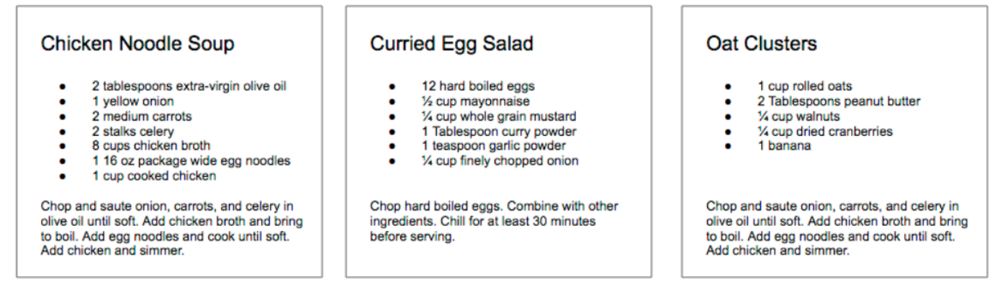 Chicken Noodle Soup
● 2 tablespoons extra-virgin olive oil
● 1 yellow onion
● 2 medium carrots
● 2 stalks celery
● 8 cups chicken broth
● 1 16 oz package wide egg noodles
● 1 cup cooked chicken
Chop and saute onion, carrots, and celery in
olive oil until soft. Add chicken broth and bring
to boil. Add egg noodles and cook until soft.
Add chicken and simmer.
Curried Egg Salad
● 12 hard boiled eggs
● ½ cup mayonnaise
● ¼ cup whole grain mustard
● 1 Tablespoon curry powder
● 1 teaspoon garlic powder
● ¼ cup finely chopped onion
Chop hard boiled eggs. Combine with other
ingredients. Chill for at least 30 minutes
before serving.
Oat Clusters
● 1 cup rolled oats
● 2 Tablespoons peanut butter
● ¼ cup walnuts
● ¼ cup dried cranberries
● 1 banana
Chop and saute onion, carrots, and celery in
olive oil until soft. Add chicken broth and bring
to boil. Add egg noodles and cook until soft.
Add chicken and simmer.